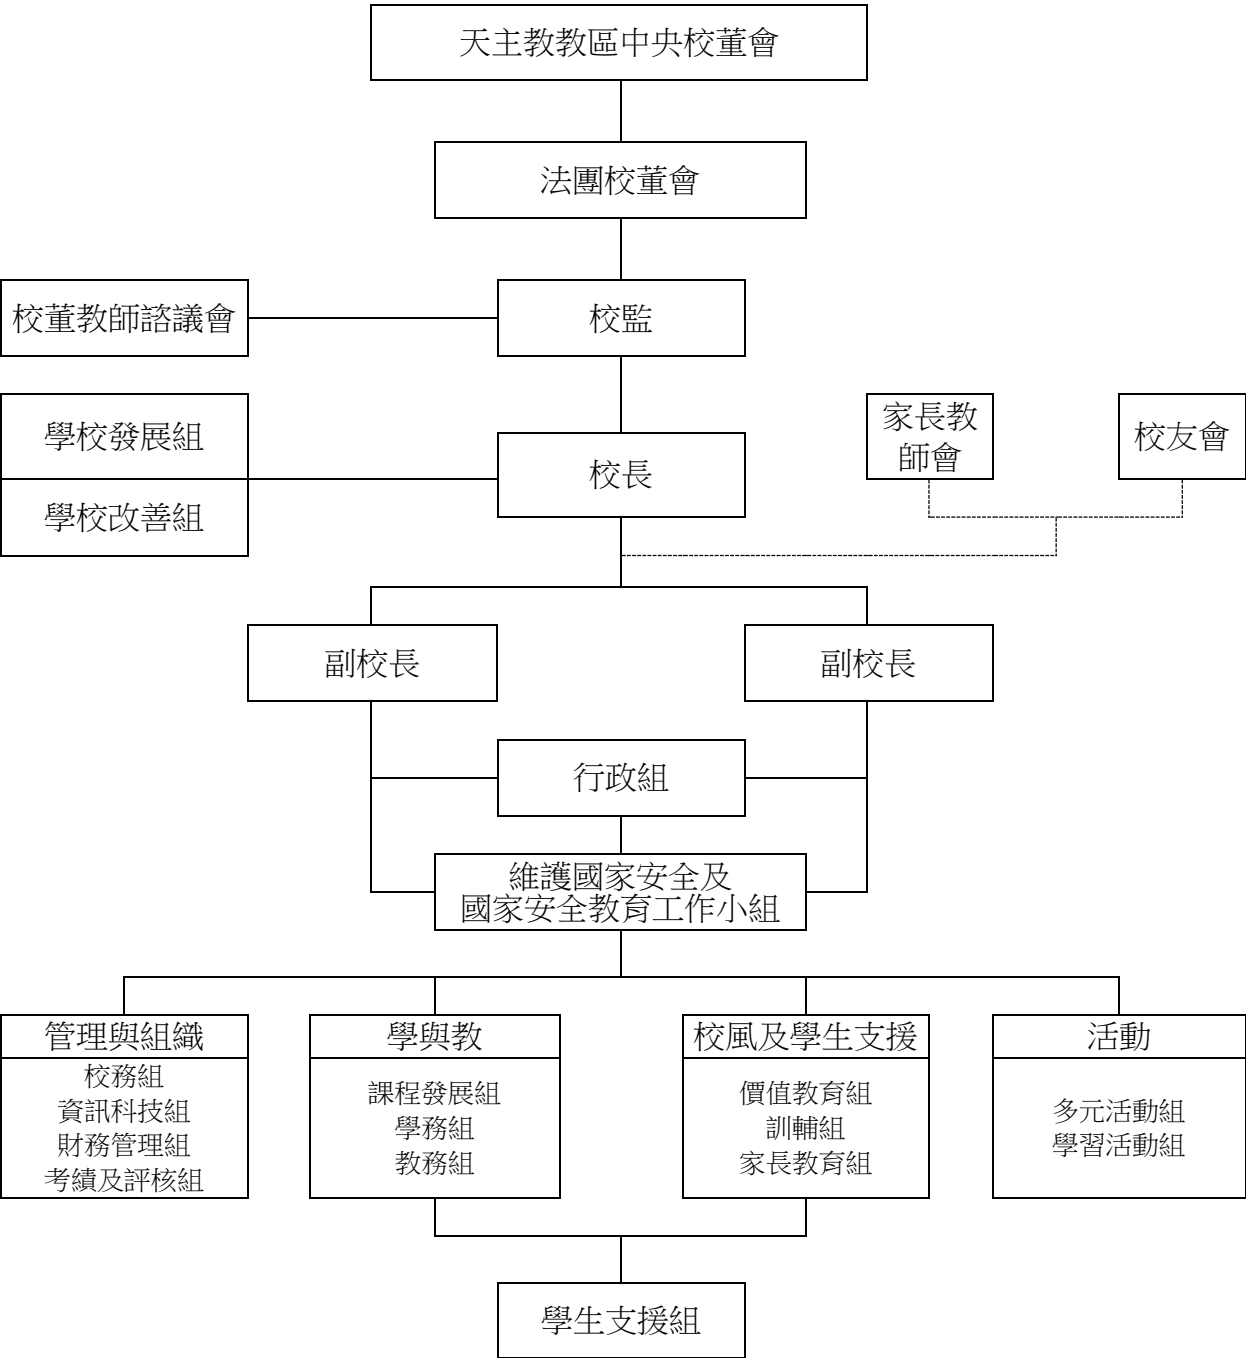 天主教教區中央校董會
法團校董會
校董教師諮議會
校監
學校發展組
學校改善組
校長
家長教
師會
校友會
副校長
副校長
行政組
維護國家安全及
國家安全教育工作小組
管理與組織
校務組
資訊科技組
財務管理組
考績及評核組
學與教
課程發展組
學務組
教務組
校風及學生支援
價值教育組
訓輔組
家長教育組
活動
多元活動組
學習活動組
學生支援組